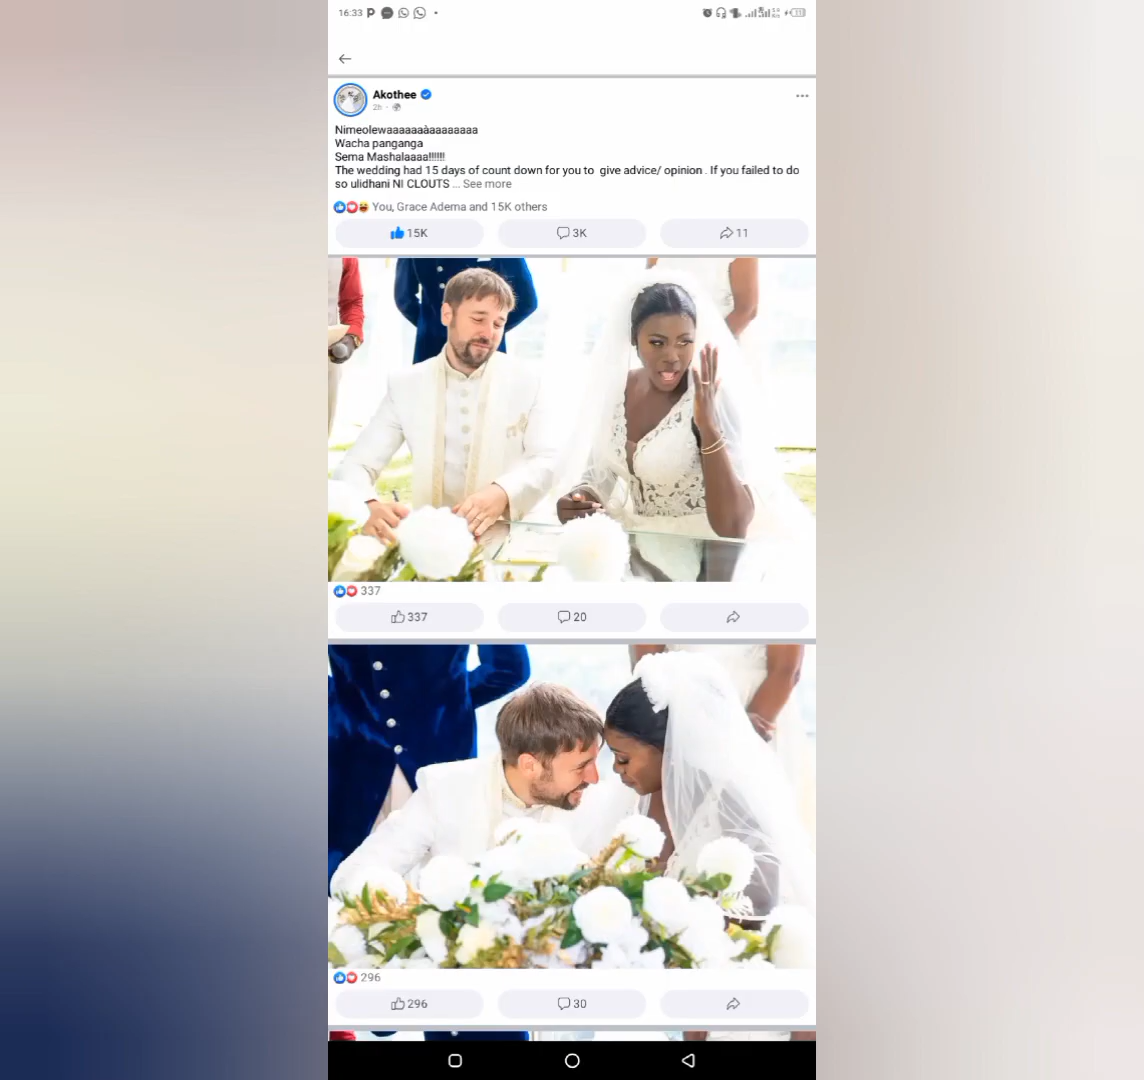 16:33
Akothee
2h ·
Nimeolewaaaaaaàaaaaaaaa
Wacha panganga
Sema Mashalaaaa!!!!!!
The wedding had 15 days of count down for you to give advice/ opinion . If you failed to do
so ulidhani NI CLOUTS ... See more
You, Grace Adema and 15K others
15K 3K 11
337
337 20
296
296 30